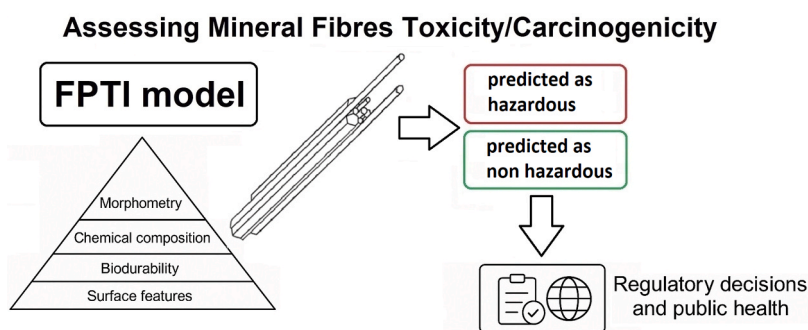 Assessing Mineral Fibres Toxicity/Carcinogenicity
FPTI model
Morphometry
Chemical composition
Biodurability
Surface features
predicted as
hazardous
predicted as
non hazardous
Regulatory decisions
and public health